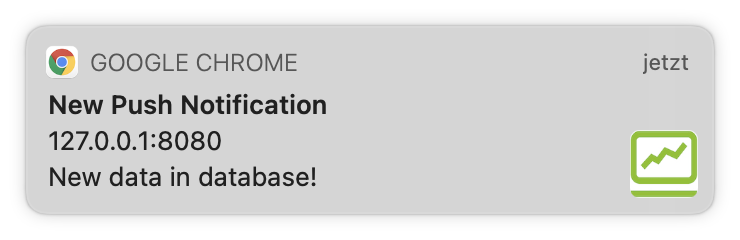 GOOGLE CHROME jetzt
New Push Notification
127.0.0.1:8080
New data in database!